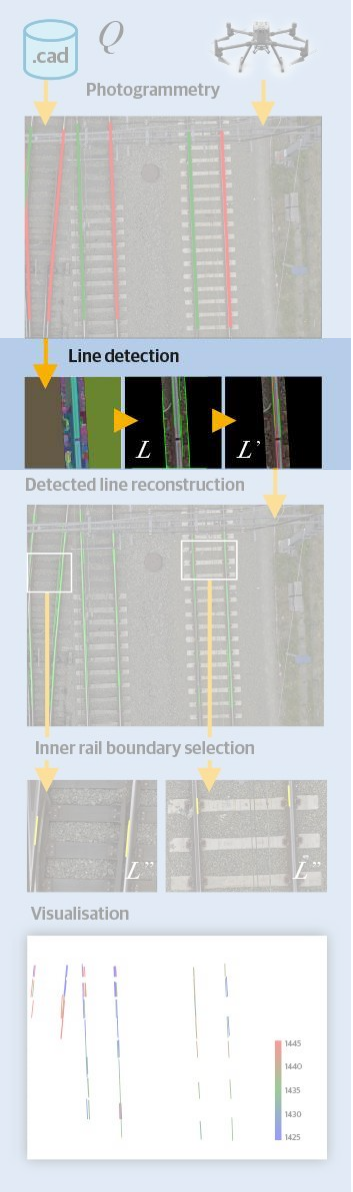 .cad
Q
Photogrammetry
Line detection
L
L’
Detected line reconstruction
Inner rail boundary selection
L”
L”
Visualisation
1445
1440
1435
1430
1425